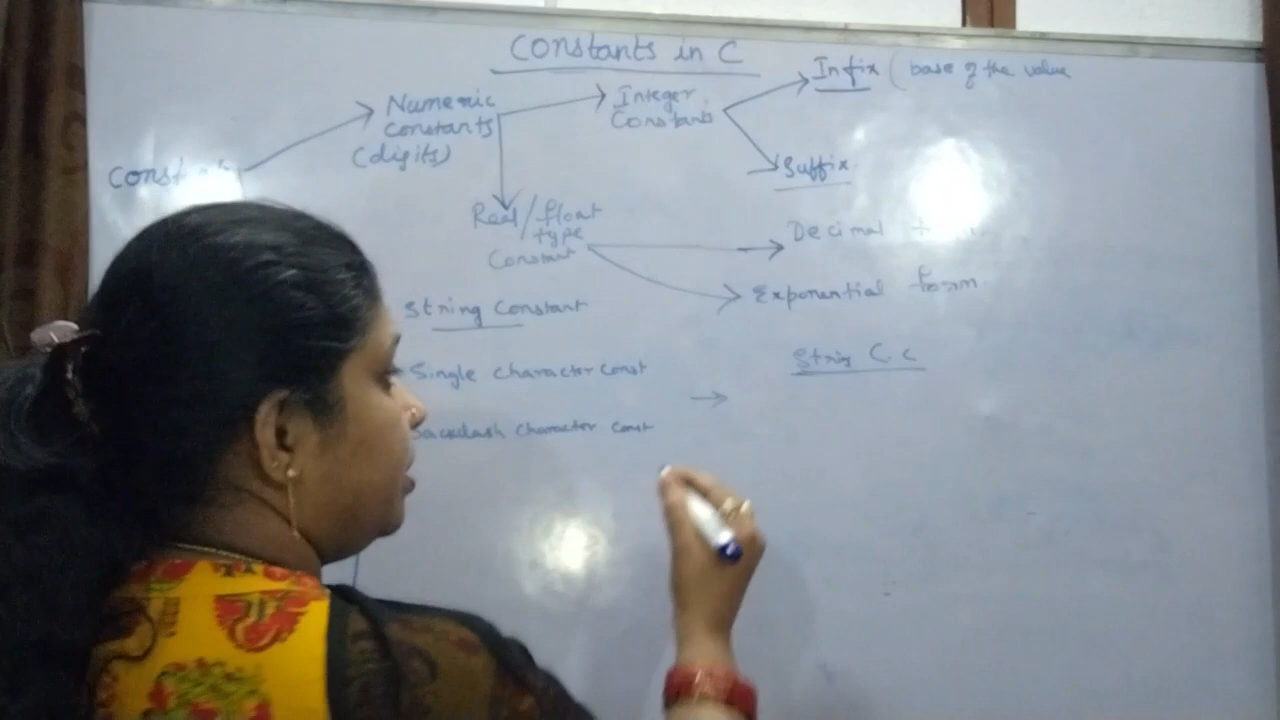 Constants in C
Infix ( base of the value
Numeric
constants
(digits)
Integer
Constants
Suffix
Real/float
type
Constant
Decimal
Exponential form
String Constant
String C.C
Single character const
character const